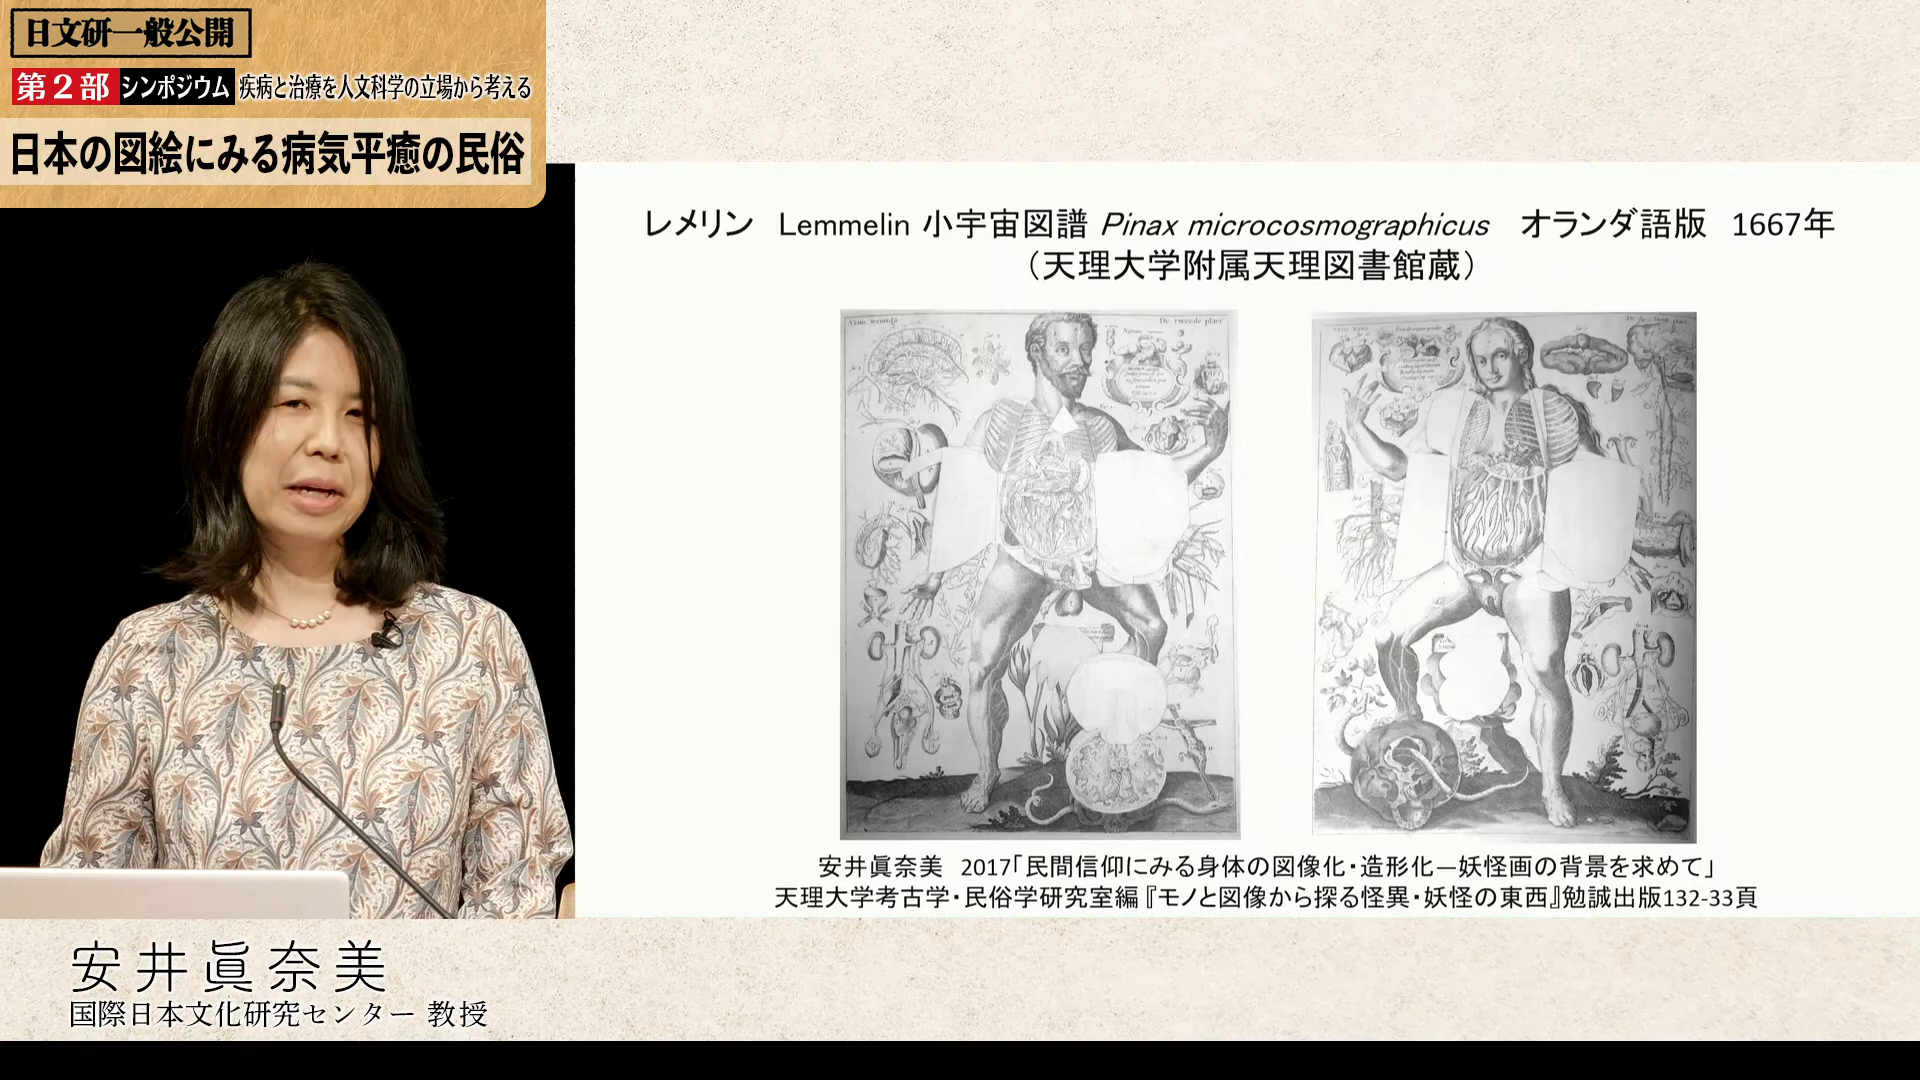 日文研一般公開
第2部 シンポジウム 疾病と治療を人文科学の立場から考える
日本の図絵にみる病気平癒の民俗
レメリン Lemmelin 小宇宙図譜 Pinax microcosmographicus オランダ語版 1667年
（天理大学附属天理図書館蔵）
安井眞奈美 2017「民間信仰にみる身体の図像化・造形化―妖怪画の背景を求めて」
天理大学考古学・民俗学研究室編『モノと図像から探る怪異・妖怪の東西』勉誠出版132-33頁
安井眞奈美
国際日本文化研究センター 教授